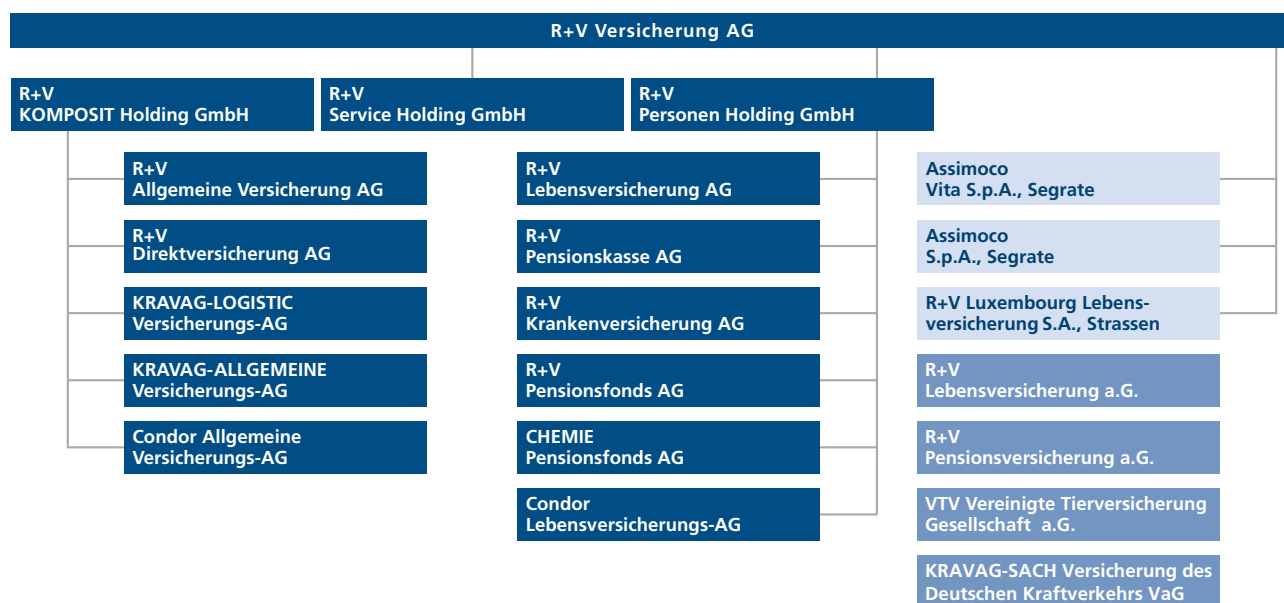 R+V Versicherung AG
R+V
KOMPOSIT Holding GmbH
R+V
Service Holding GmbH
R+V
Personen Holding GmbH
R+V
Allgemeine Versicherung AG
R+V
Direktversicherung AG
KRAVAG-LOGISTIC
Versicherungs-AG
KRAVAG-ALLGEMEINE
Versicherungs-AG
Condor Allgemeine
Versicherungs-AG
R+V
Lebensversicherung AG
R+V
Pensionskasse AG
R+V
Krankenversicherung AG
R+V
Pensionsfonds AG
CHEMIE
Pensionsfonds AG
Condor
Lebensversicherungs-AG
Assimoco
Vita S.p.A., Segrate
Assimoco
S.p.A., Segrate
R+V Luxembourg Lebens-
versicherung S.A., Strassen
R+V
Lebensversicherung a.G.
R+V
Pensionsversicherung a.G.
VTV Vereinigte Tierversicherung
Gesellschaft a.G.
KRAVAG-SACH Versicherung des
Deutschen Kraftverkehrs VaG